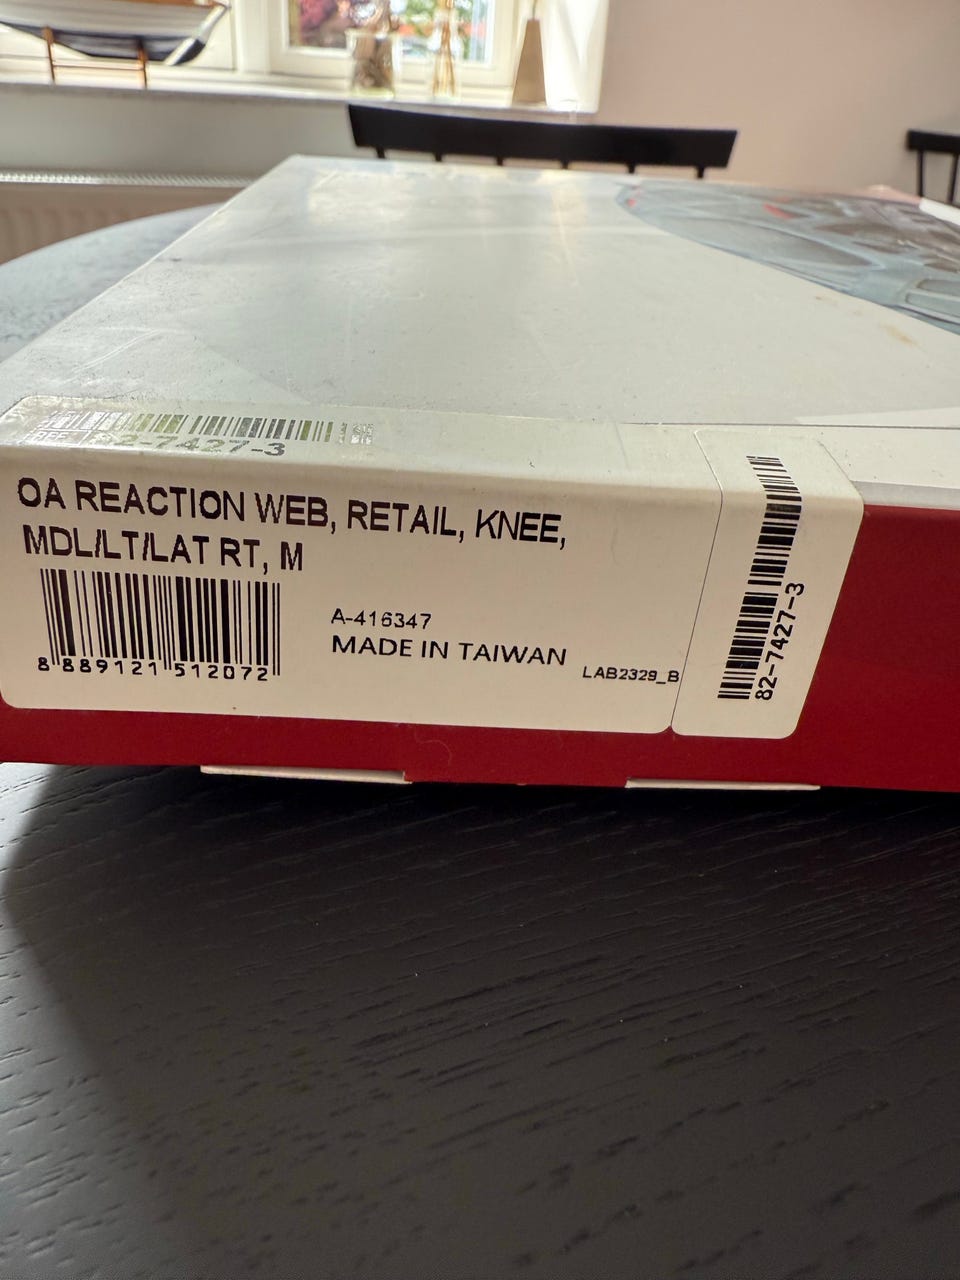 82-7427-3
OA REACTION WEB, RETAIL, KNEE,
MDL/LT/LAT RT, M
8 889121 512072
A-416347
MADE IN TAIWAN
LAB2329_B
82-7427-3